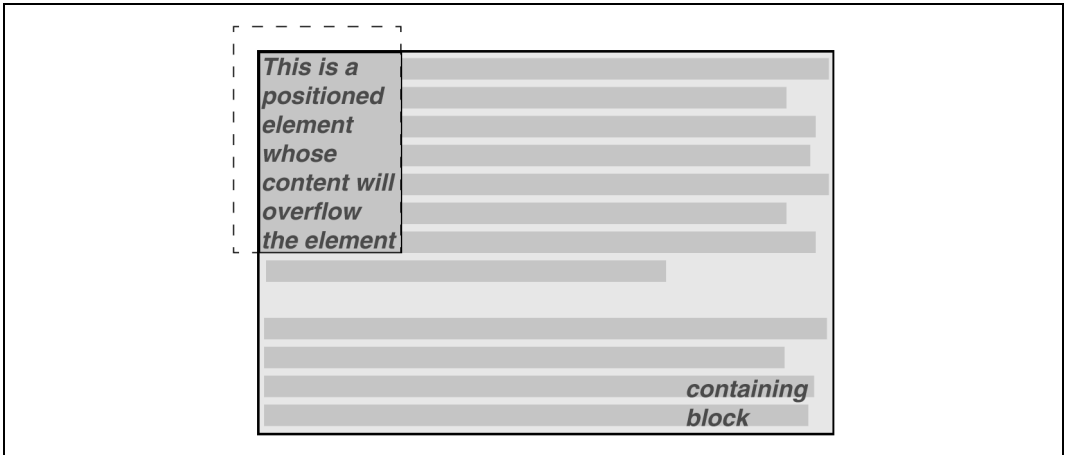 This is a
positioned
element
whose
content will
overflow
the element
containing
block